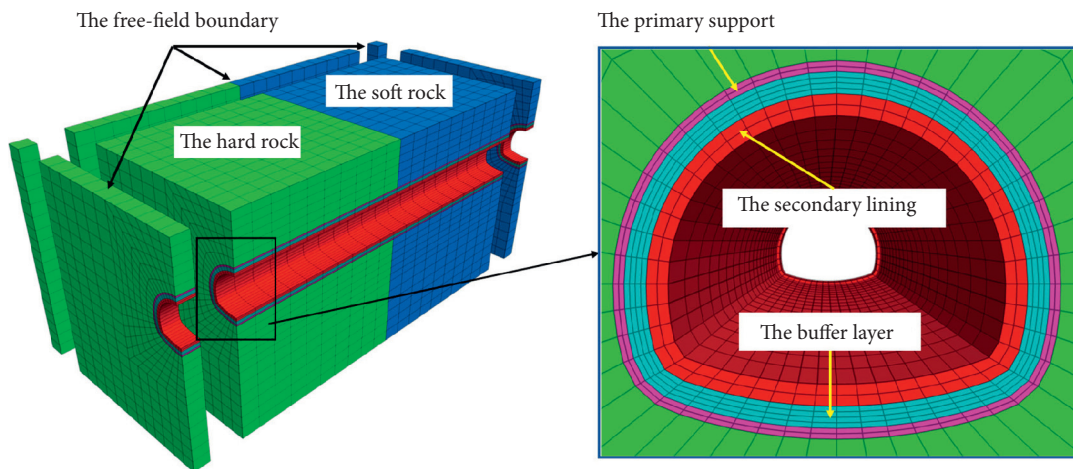 The free-field boundary
The primary support
The soft rock
The hard rock
The secondary lining
The buffer layer